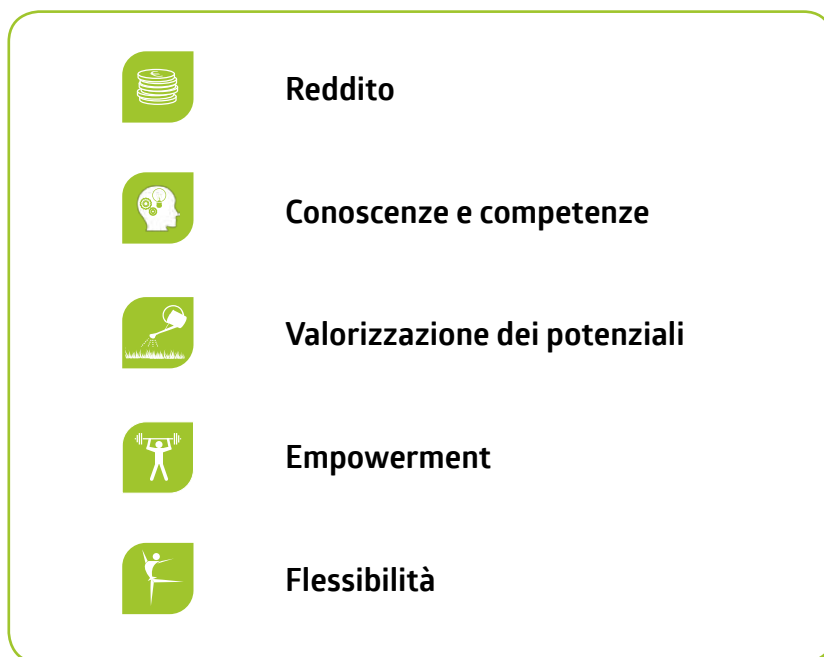 Reddito
Conoscenze e competenze
Valorizzazione dei potenziali
Empowerment
Flessibilità